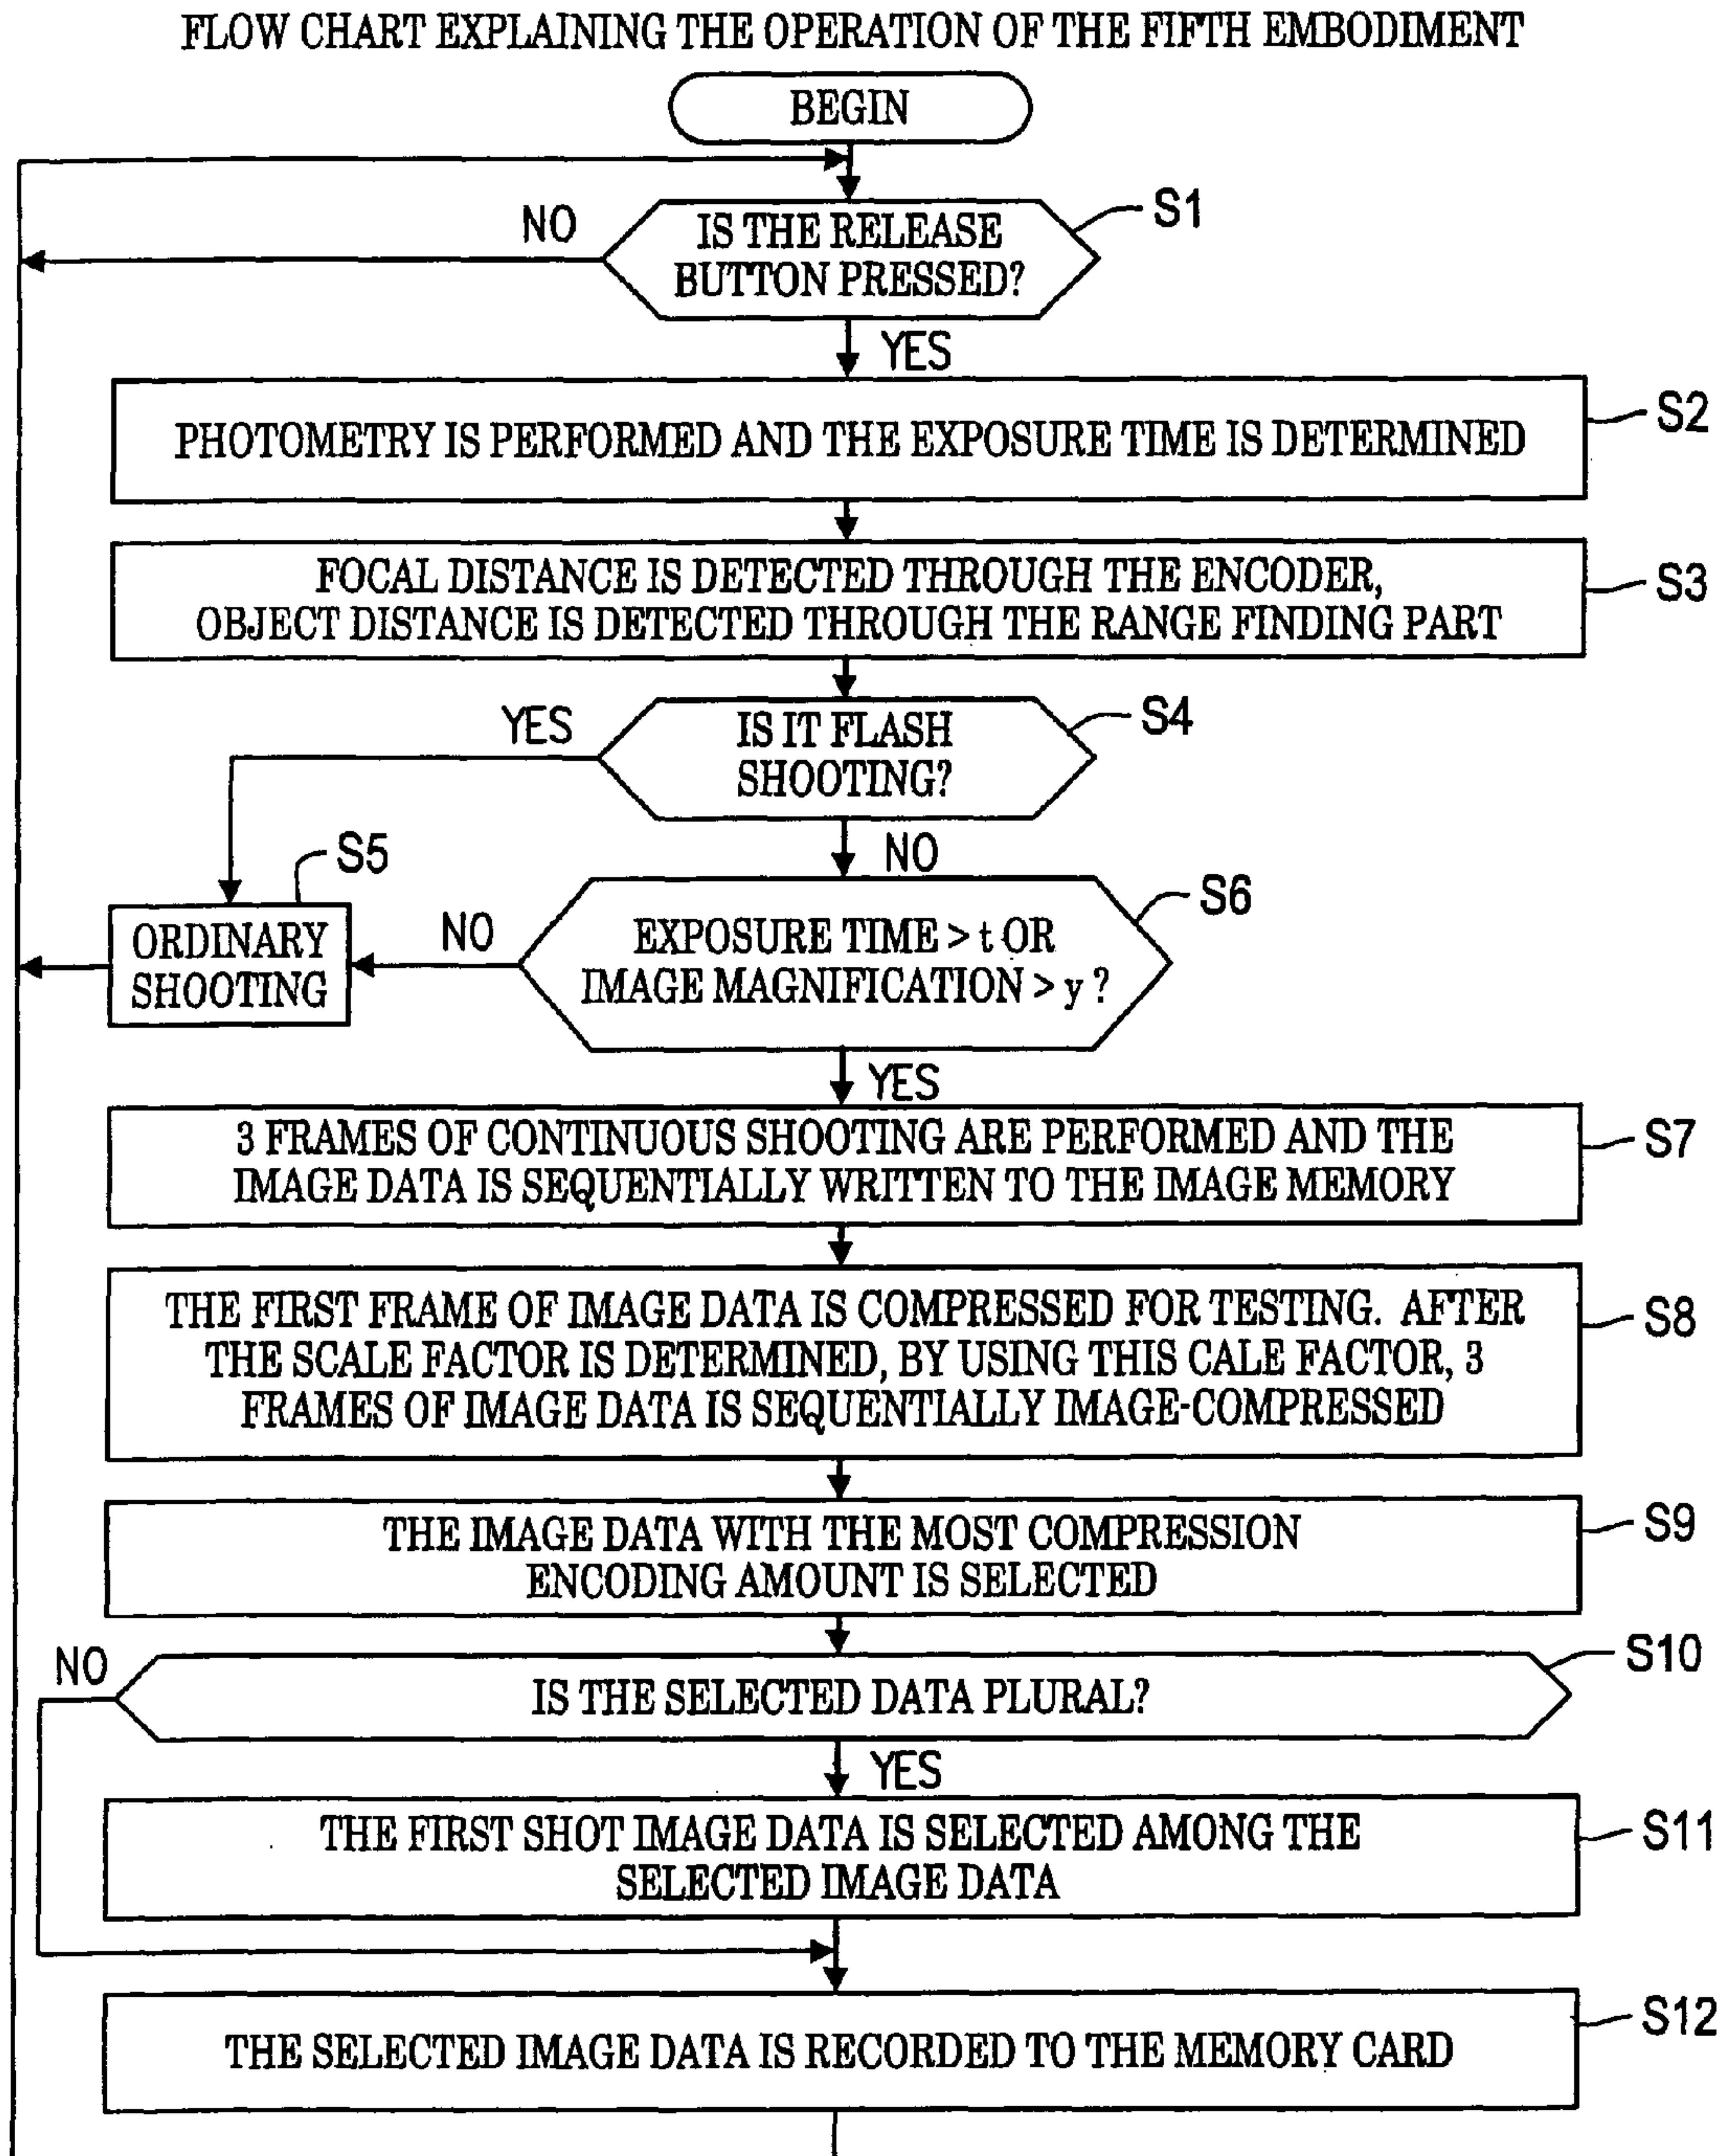 FLOW CHART EXPLAINING THE OPERATION OF THE FIFTH EMBODIMENT
BEGIN
NO
IS THE RELEASE
BUTTON PRESSED?
S1
YES
PHOTOMETRY IS PERFORMED AND THE EXPOSURE TIME IS DETERMINED
S2
FOCAL DISTANCE IS DETECTED THROUGH THE ENCODER,
OBJECT DISTANCE IS DETECTED THROUGH THE RANGE FINDING PART
S3
YES
IS IT FLASH
SHOOTING?
S4
NO
S5
ORDINARY
SHOOTING
NO
EXPOSURE TIME > t OR
IMAGE MAGNIFICATION > y ?
S6
YES
3 FRAMES OF CONTINUOUS SHOOTING ARE PERFORMED AND THE
IMAGE DATA IS SEQUENTIALLY WRITTEN TO THE IMAGE MEMORY
S7
THE FIRST FRAME OF IMAGE DATA IS COMPRESSED FOR TESTING. AFTER
THE SCALE FACTOR IS DETERMINED, BY USING THIS CALE FACTOR, 3
FRAMES OF IMAGE DATA IS SEQUENTIALLY IMAGE-COMPRESSED
S8
THE IMAGE DATA WITH THE MOST COMPRESSION
ENCODING AMOUNT IS SELECTED
S9
NO
IS THE SELECTED DATA PLURAL?
S10
YES
THE FIRST SHOT IMAGE DATA IS SELECTED AMONG THE
SELECTED IMAGE DATA
S11
THE SELECTED IMAGE DATA IS RECORDED TO THE MEMORY CARD
S12